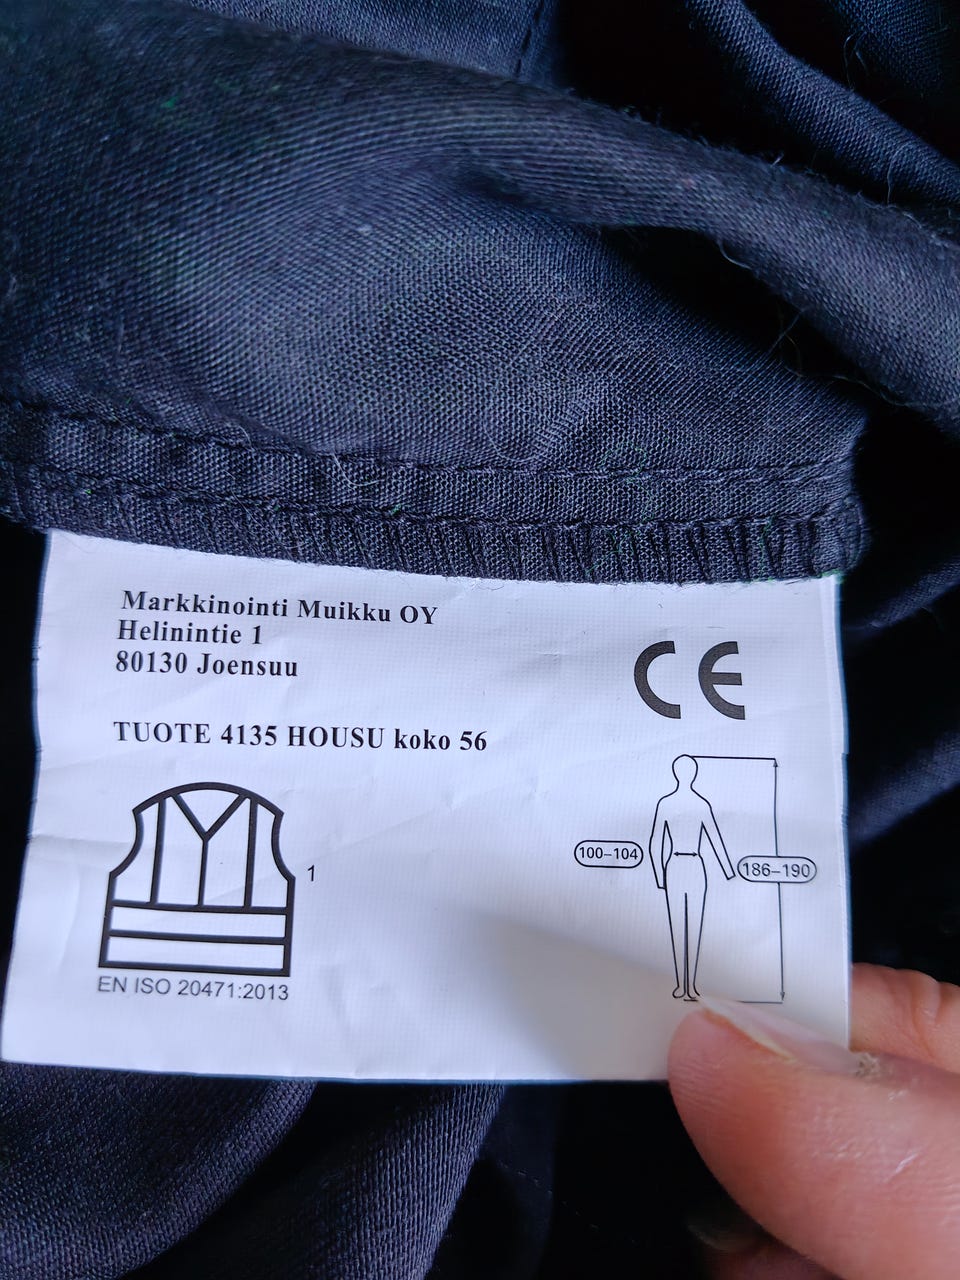 Markkinointi Muikku OY
Helinintie 1
80130 Joensuu
CE
TUOTE 4135 HOUSU koko 56
1
EN ISO 20471:2013
100–104
186–190